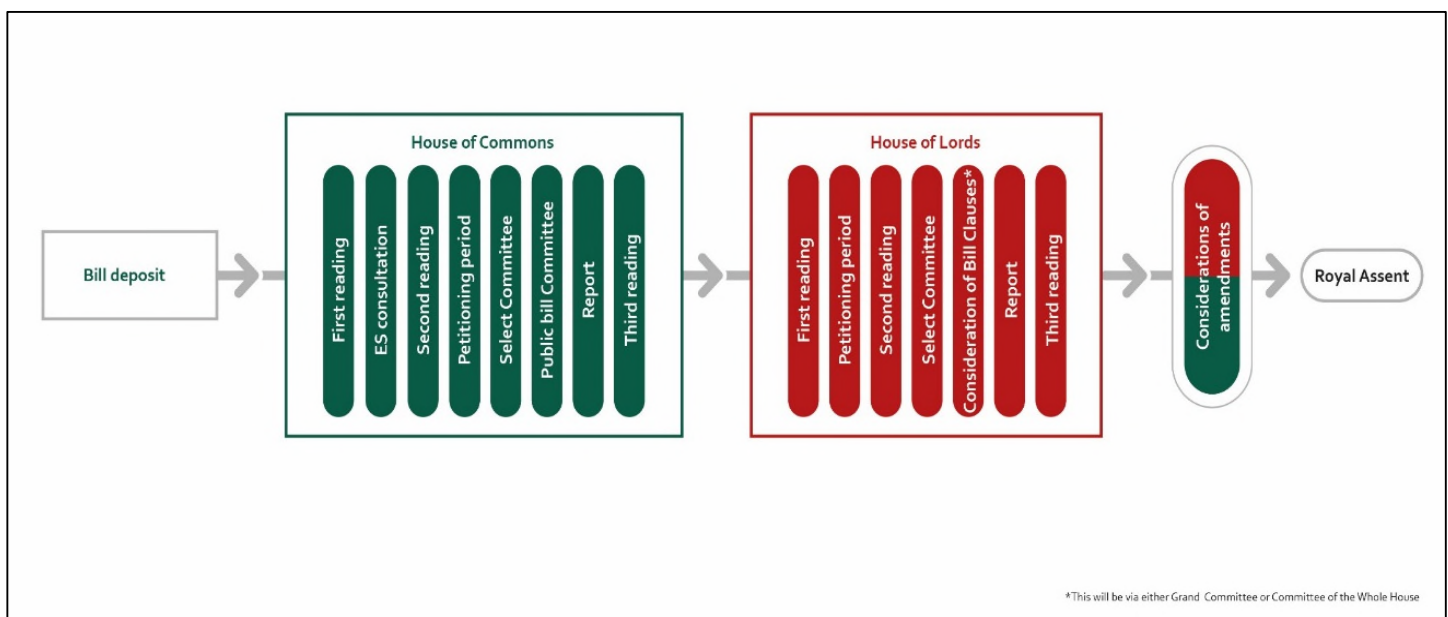 Bill deposit
House of Commons
First reading
ES consultation
Second reading
Petitioning period
Select Committee
Public bill Committee
Report
Third reading
House of Lords
First reading
Petitioning period
Second reading
Select Committee
Consideration of Bill Clauses*
Report
Third reading
Considerations of
amendments
Royal Assent
*This will be via either Grand Committee or Committee of the Whole House